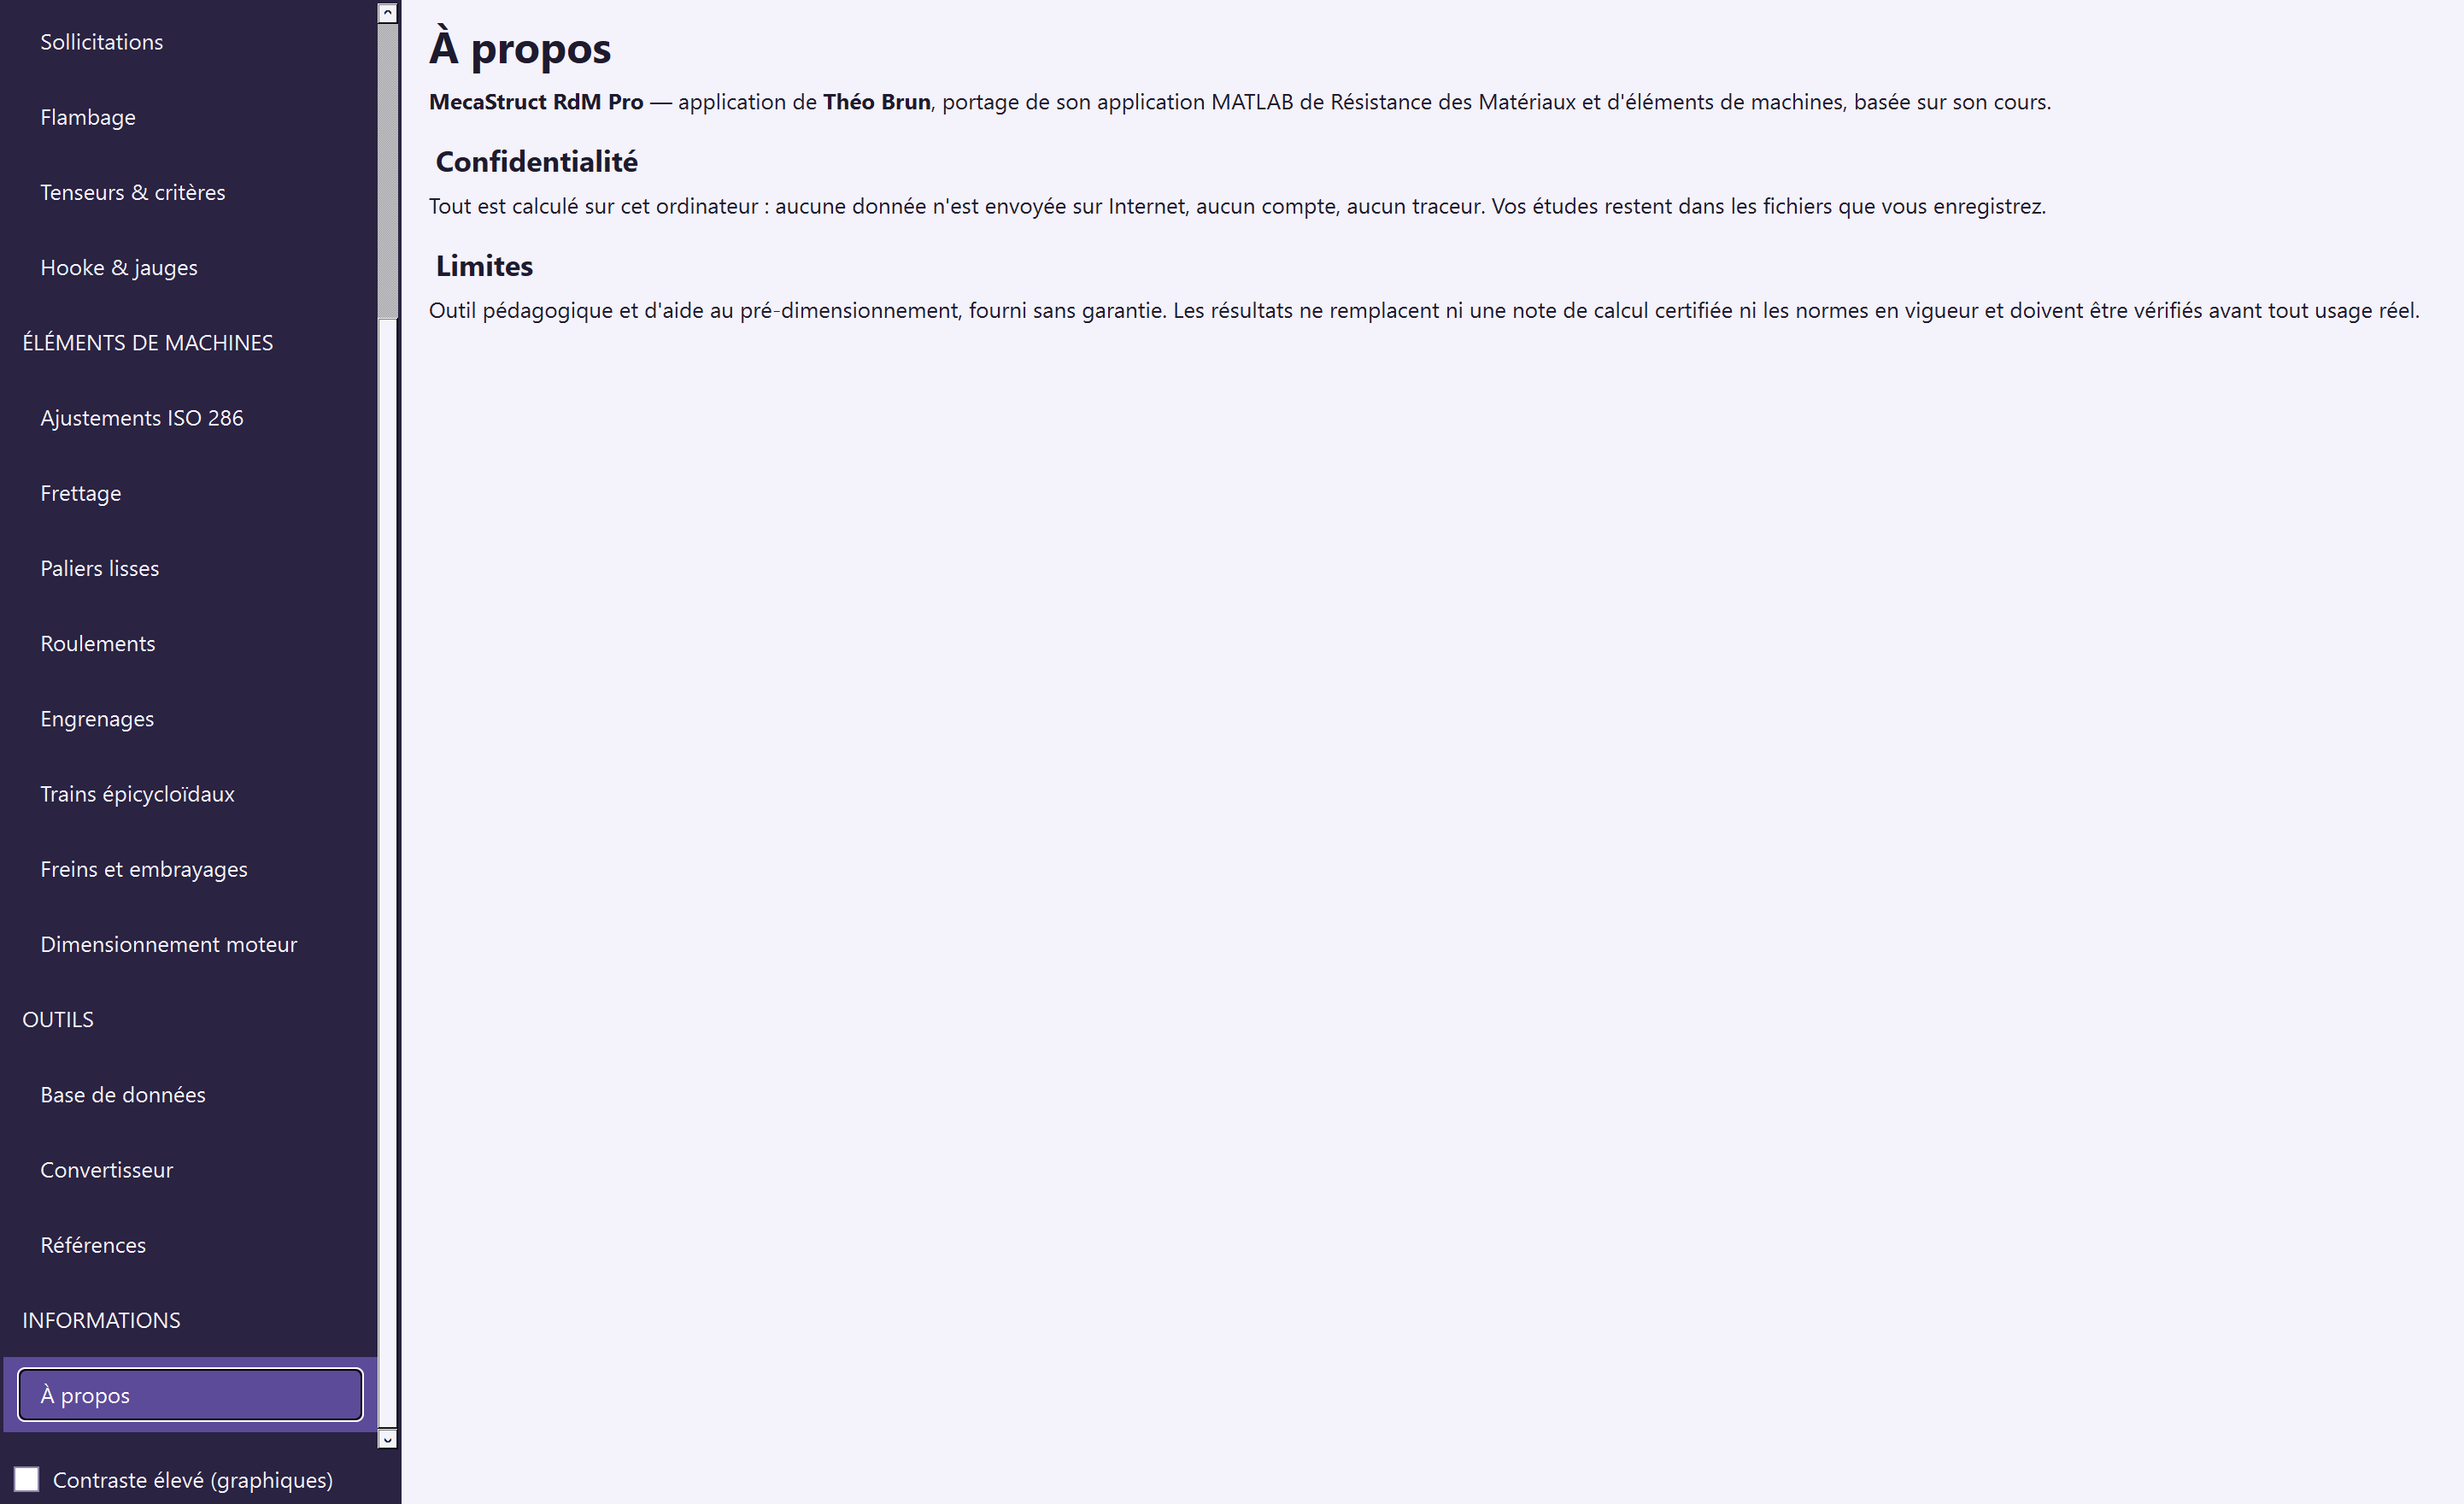 Sollicitations
Flambage
Tenseurs & critères
Hooke & jauges
ÉLÉMENTS DE MACHINES
Ajustements ISO 286
Frettage
Paliers lisses
Roulements
Engrenages
Trains épicycloïdaux
Freins et embrayages
Dimensionnement moteur
OUTILS
Base de données
Convertisseur
Références
INFORMATIONS
À propos
Contraste élevé (graphiques)
À propos
MecaStruct RdM Pro — application de Théo Brun, portage de son application MATLAB de Résistance des Matériaux et d'éléments de machines, basée sur son cours.
Confidentialité
Tout est calculé sur cet ordinateur : aucune donnée n'est envoyée sur Internet, aucun compte, aucun traceur. Vos études restent dans les fichiers que vous enregistrez.
Limites
Outil pédagogique et d'aide au pré-dimensionnement, fourni sans garantie. Les résultats ne remplacent ni une note de calcul certifiée ni les normes en vigueur et doivent être vérifiés avant tout usage réel.